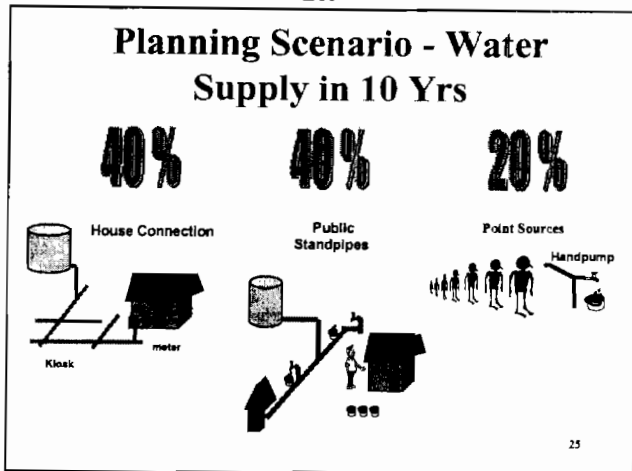 Planning Scenario - Water
Supply in 10 Yrs
40% 40% 20%
House Connection
Public
Standpipes
Point Sources
Handpump
meter
Kiosk
25